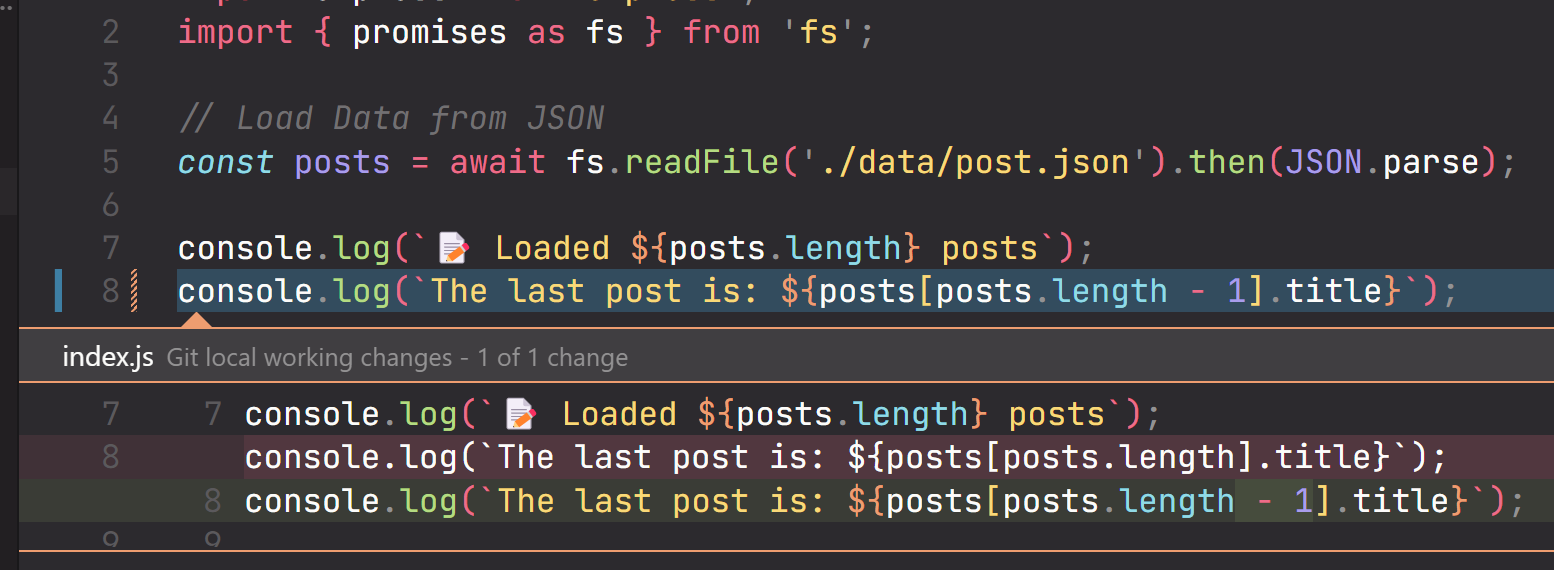 2 import { promises as fs } from 'fs';
3
4 // Load Data from JSON
5 const posts = await fs.readFile('./data/post.json').then(JSON.parse);
6
7 console.log(`📝 Loaded ${posts.length} posts`);
8 console.log(`The last post is: ${posts[posts.length - 1].title}`);
index.js Git local working changes - 1 of 1 change
7 7 console.log(`📝 Loaded ${posts.length} posts`);
8 console.log(`The last post is: ${posts[posts.length].title}`);
8 console.log(`The last post is: ${posts[posts.length - 1].title}`);
9 9